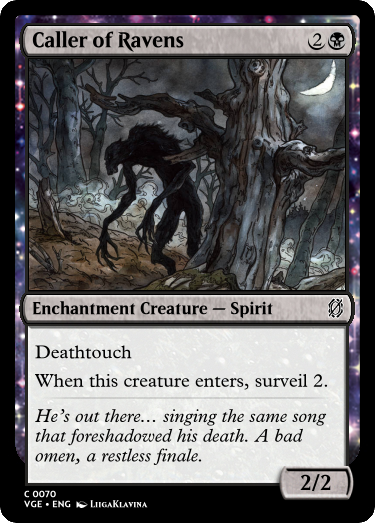 Caller of Ravens 2
Enchantment Creature — Spirit
Deathtouch
When this creature enters, surveil 2.
He's out there… singing the same song
that foreshadowed his death. A bad
omen, a restless finale.
2/2
C 0070
VGE • ENG LIIGAKLAVINA